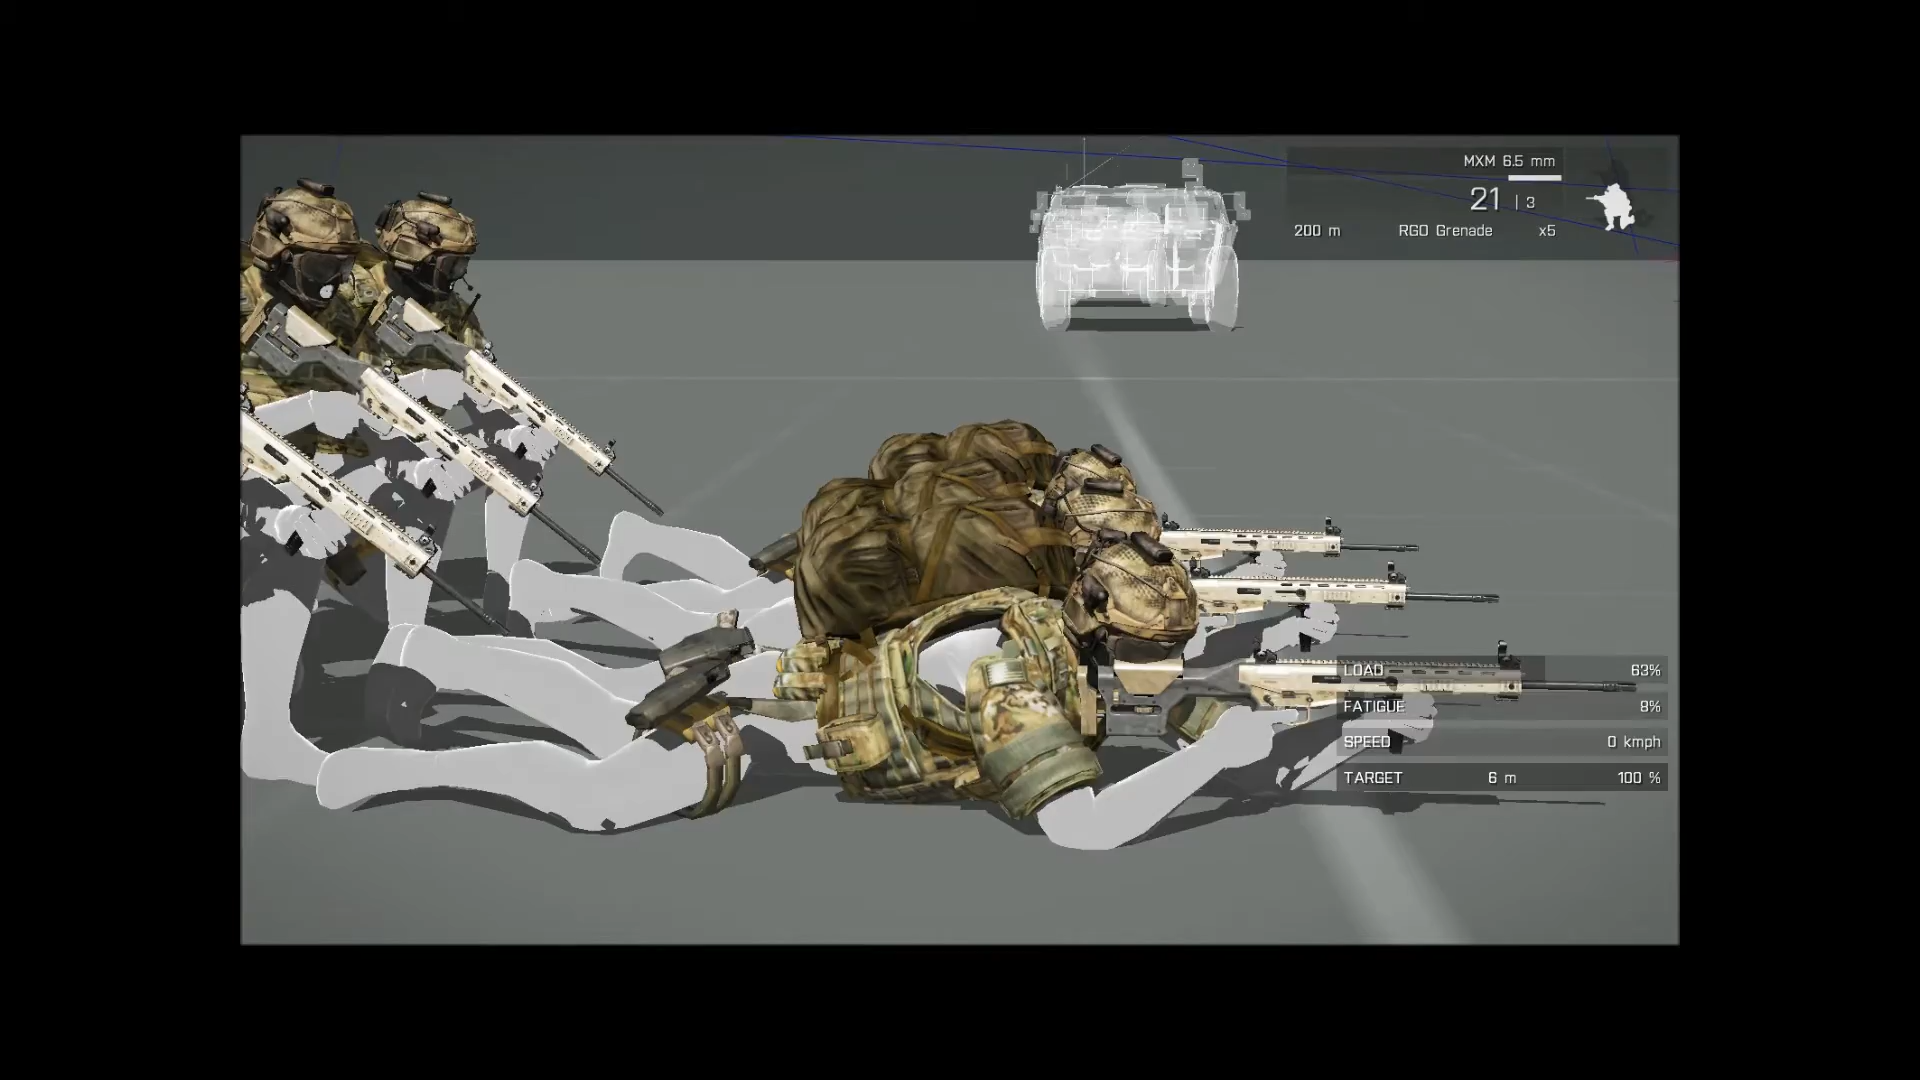 MXM 6.5 mm
21 | 3
200 m RGO Grenade x5
LOAD 63%
FATIGUE 8%
SPEED 0 kmph
TARGET 6 m 100 %